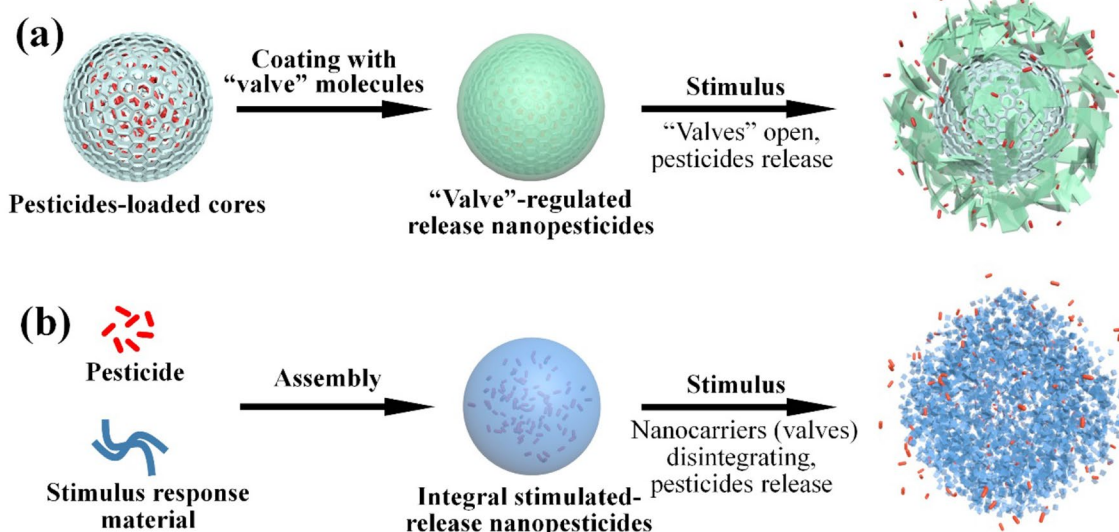 (a)
Coating with
“valve” molecules
Stimulus
“Valves” open,
pesticides release
Pesticides-loaded cores
“Valve”-regulated
release nanopesticides
(b)
Pesticide
Assembly
Stimulus
Nanocarriers (valves)
disintegrating,
pesticides release
Stimulus response
material
Integral stimulated-
release nanopesticides